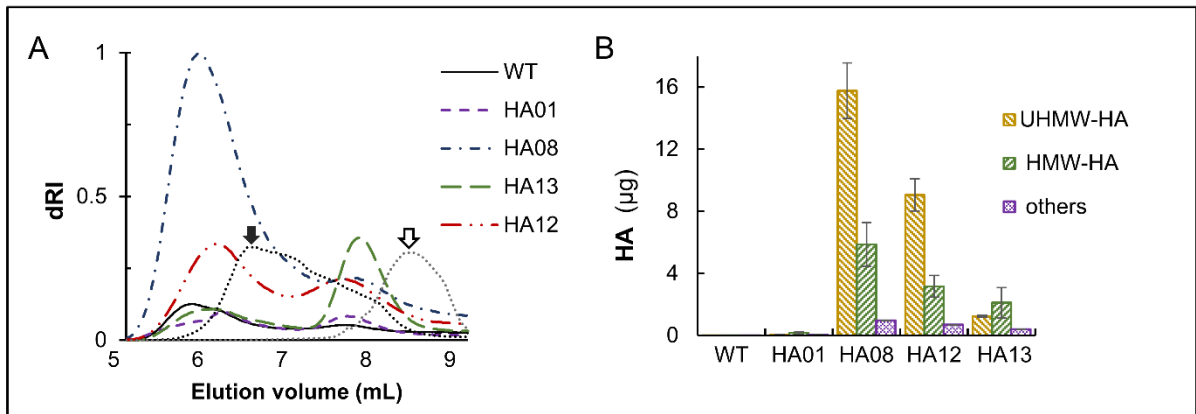 A
1
0.5
0
dRI
5
6
7
8
9
Elution volume (mL)
WT
HA01
HA08
HA13
HA12
B
16
12
8
4
0
HA (µg)
WT
HA01
HA08
HA12
HA13
UHMW-HA
HMW-HA
others